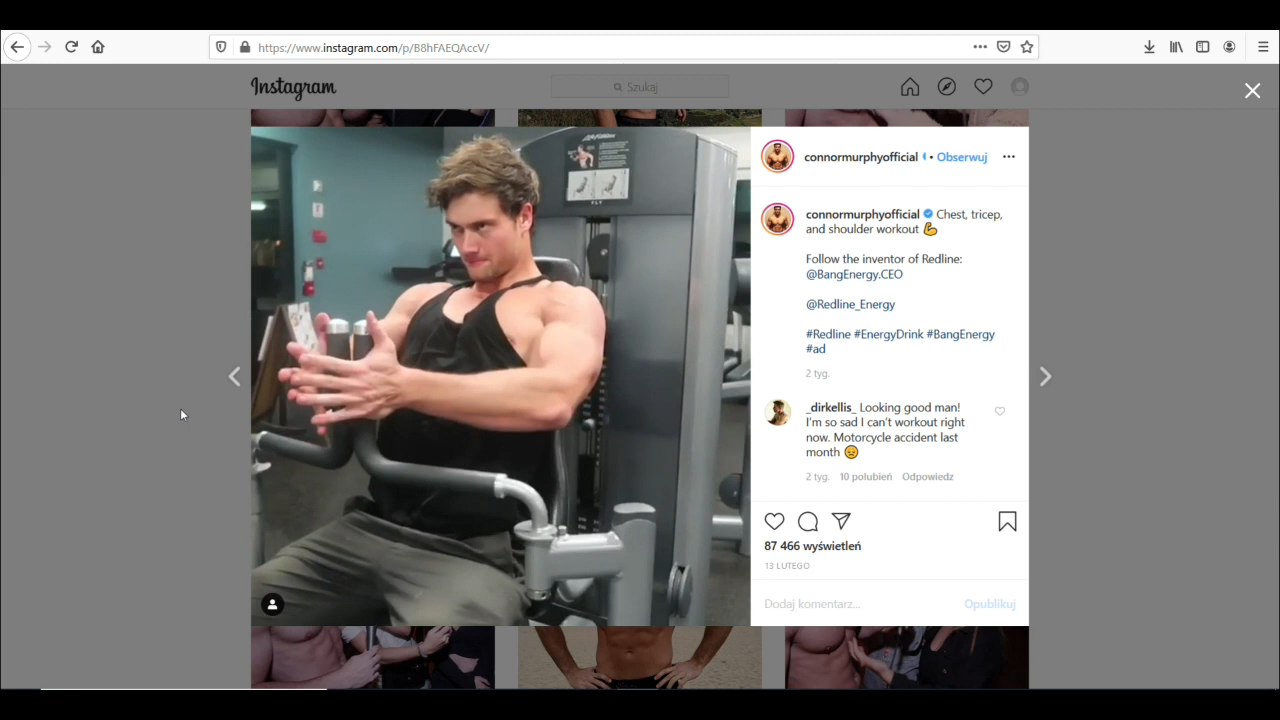 https://www.instagram.com/p/B8hFAEQAccV/
Instagram
Szukaj
connormurphyofficial • Obserwuj
connormurphyofficial Chest, tricep,
and shoulder workout 💪
Follow the inventor of Redline:
@BangEnergy.CEO
@Redline_Energy
#Redline #EnergyDrink #BangEnergy
#ad
2 tyg.
_dirkellis_ Looking good man!
I'm so sad I can't workout right
now. Motorcycle accident last
month 😔
2 tyg. 10 polubień Odpowiedz
87 466 wyświetleń
13 LUTEGO
Dodaj komentarz... Opublikuj
FLY